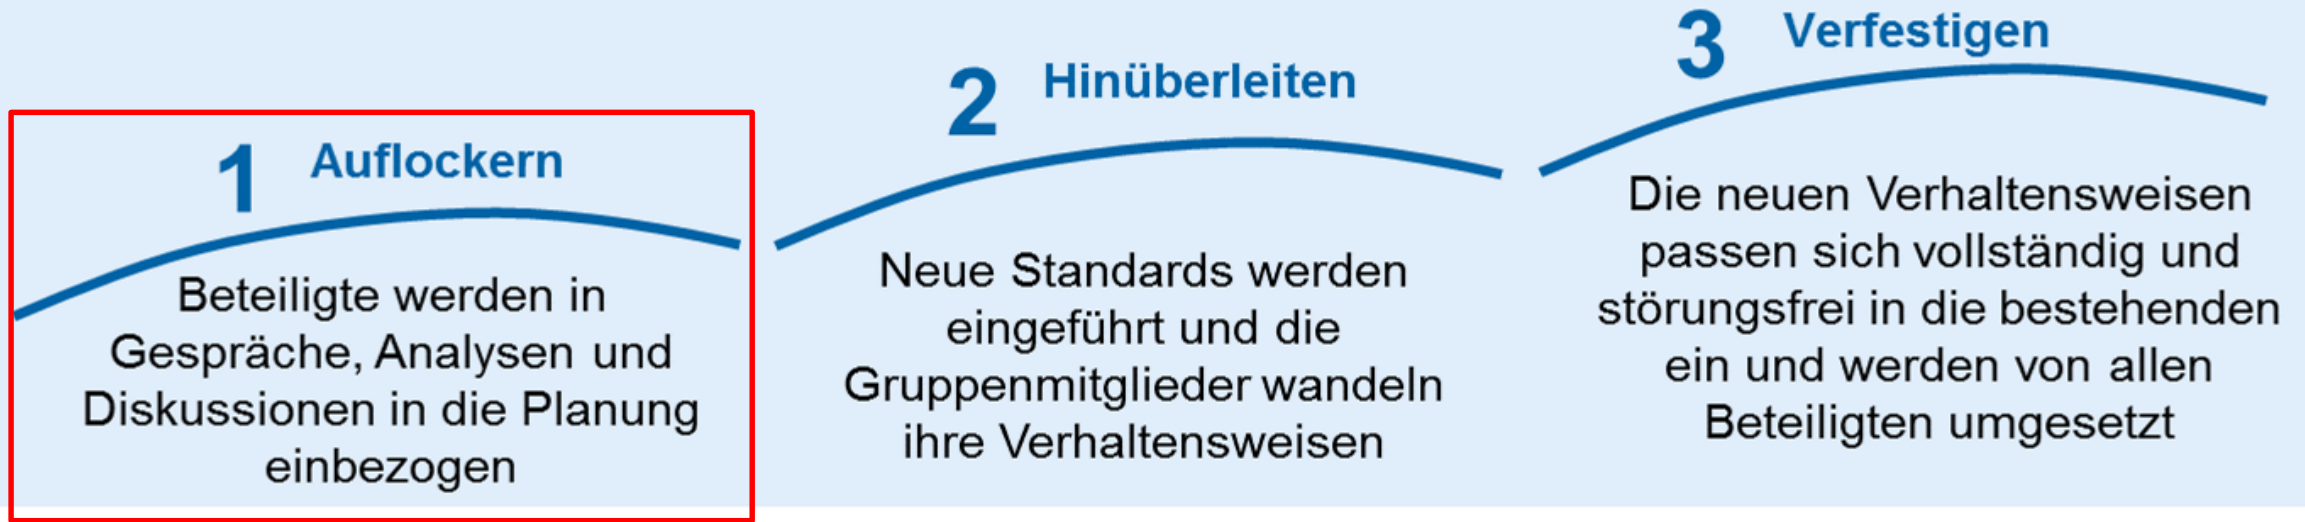 1 Auflockern
Beteiligte werden in
Gespräche, Analysen und
Diskussionen in die Planung
einbezogen
2 Hinüberleiten
Neue Standards werden
eingeführt und die
Gruppenmitglieder wandeln
ihre Verhaltensweisen
3 Verfestigen
Die neuen Verhaltensweisen
passen sich vollständig und
störungsfrei in die bestehenden
ein und werden von allen
Beteiligten umgesetzt